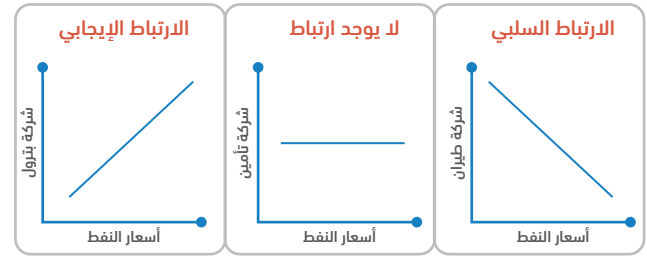 الارتباط السلبي
شركة طيران
أسعار النفط
لا يوجد ارتباط
شركة تأمين
أسعار النفط
الارتباط الإيجابي
شركة بترول
أسعار النفط